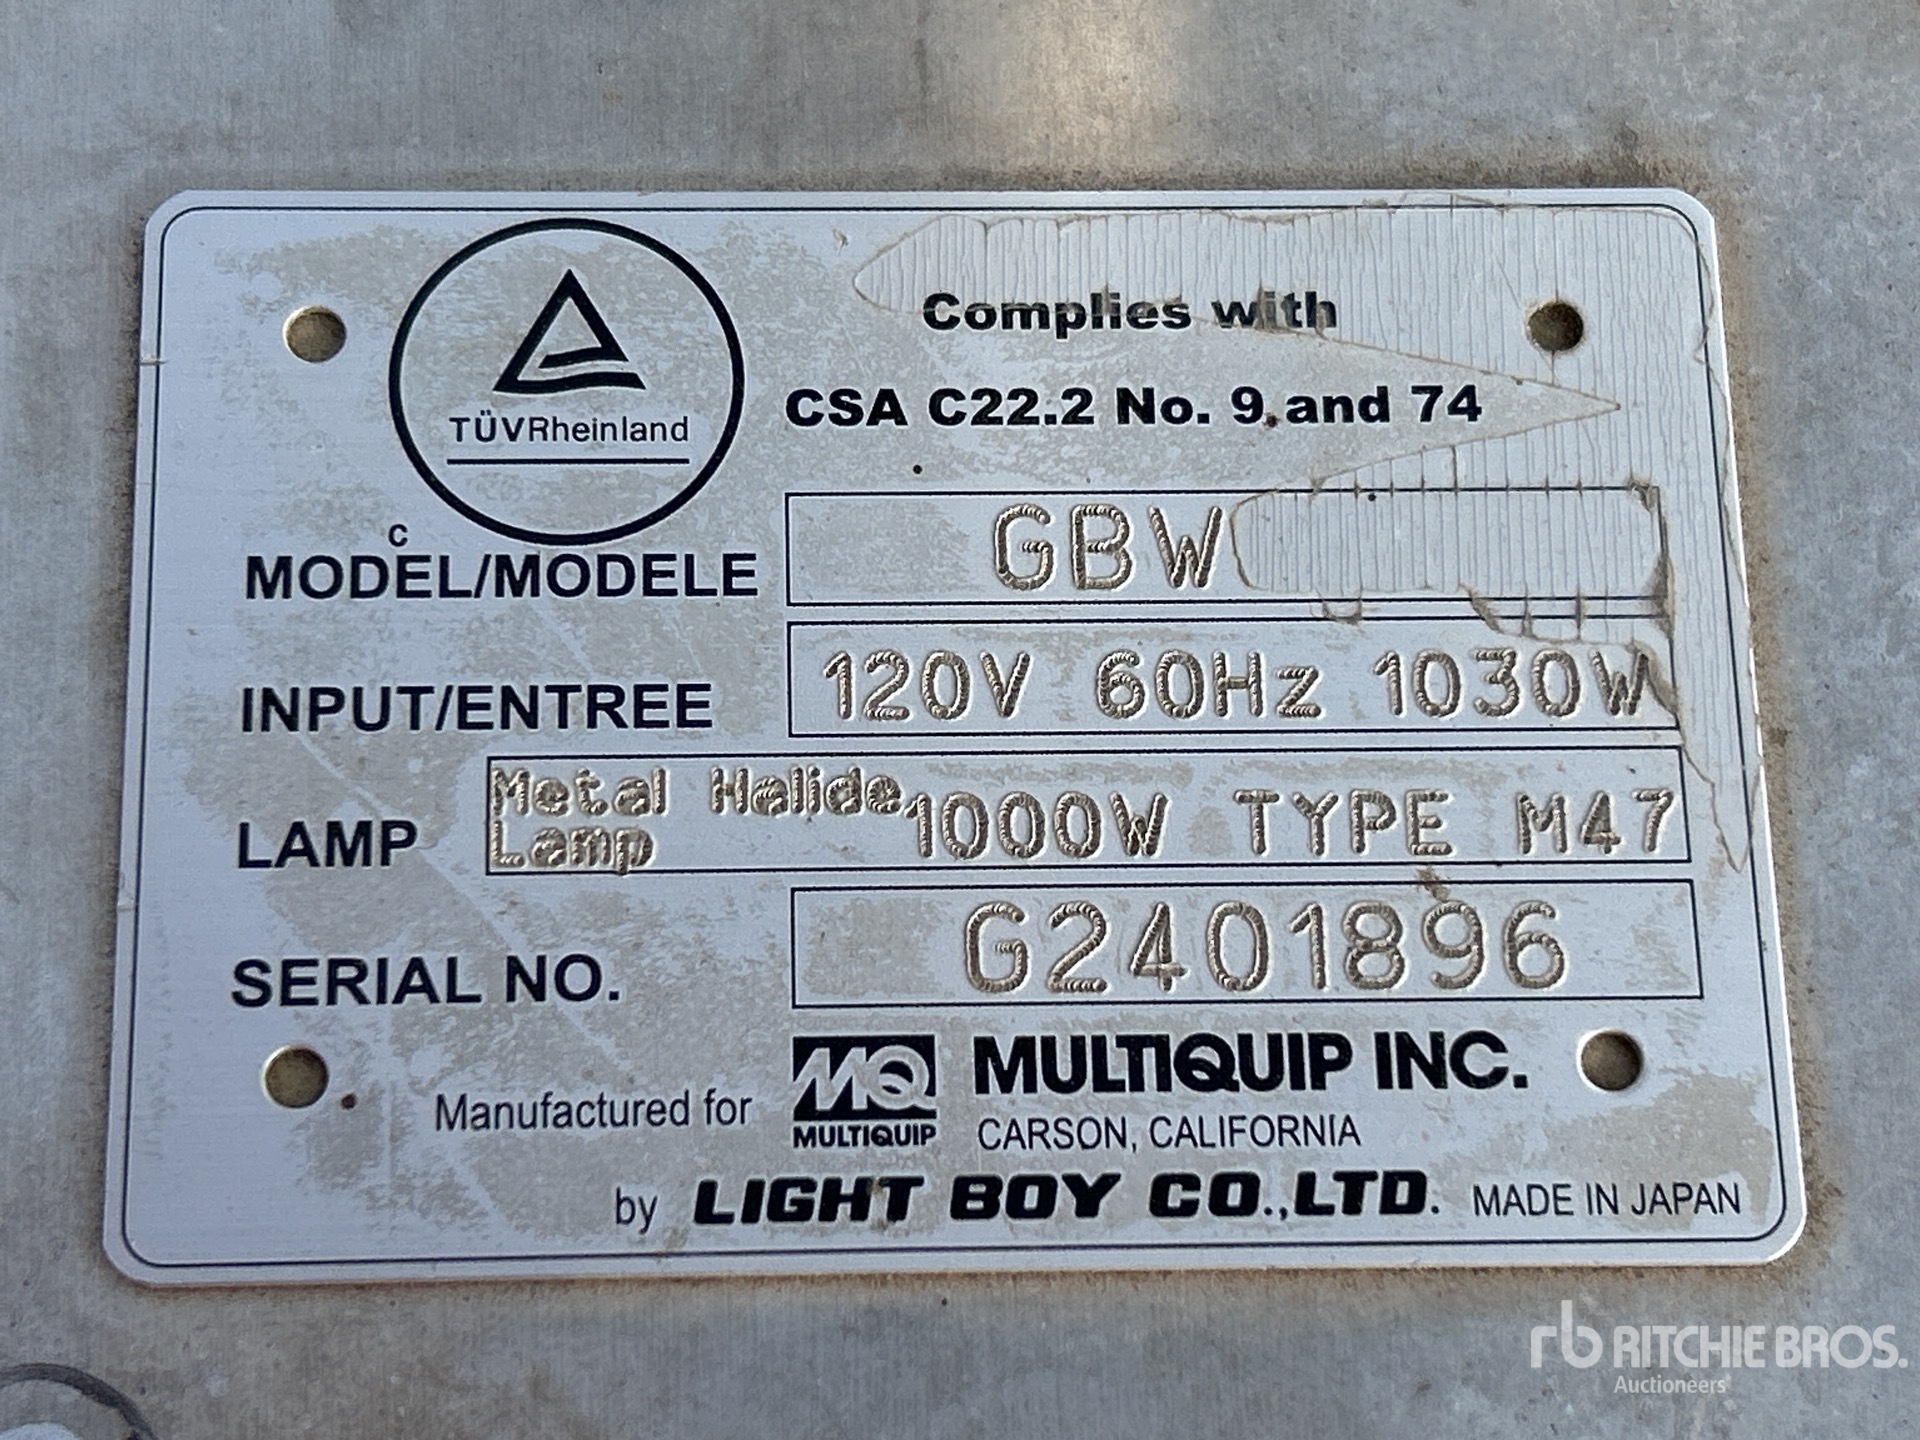 TÜVRheinland
C
Complies with
CSA C22.2 No. 9 and 74
MODEL/MODELE GBW
INPUT/ENTREE 120V 60Hz 1030W
LAMP Metal Halide Lamp, 1000W TYPE M47
SERIAL NO. G2401896
Manufactured for MQ MULTIQUIP MULTIQUIP INC.
CARSON, CALIFORNIA
by LIGHT BOY CO.,LTD. MADE IN JAPAN
rb RITCHIE BROS.
Auctioneers